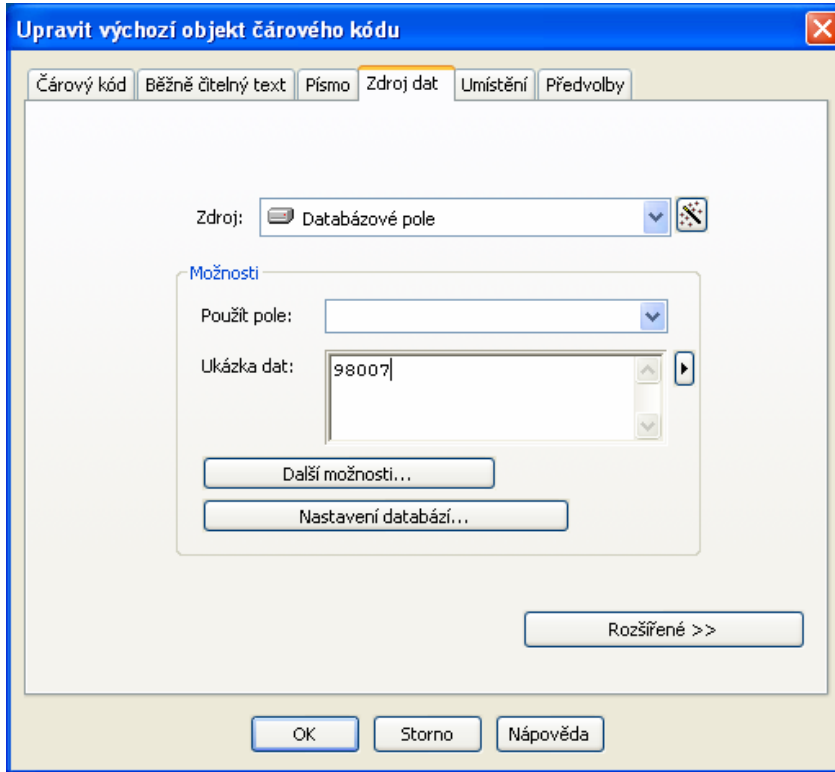 Upravit výchozí objekt čárového kódu
Čárový kód Běžně čitelný text Písmo Zdroj dat Umístění Předvolby
Zdroj: Databázové pole
Možnosti
Použít pole:
Ukázka dat: 98007
Další možnosti...
Nastavení databází...
Rozšířené >>
OK Storno Nápověda